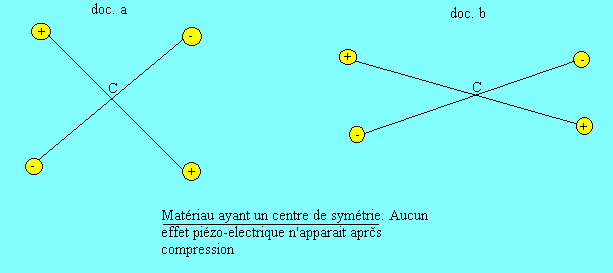 doc. a
doc. b
+
-
+
-
C
C
-
+
-
+
Matériau ayant un centre de symétrie. Aucun
effet piézo-electrique n'apparait aprčs
compression